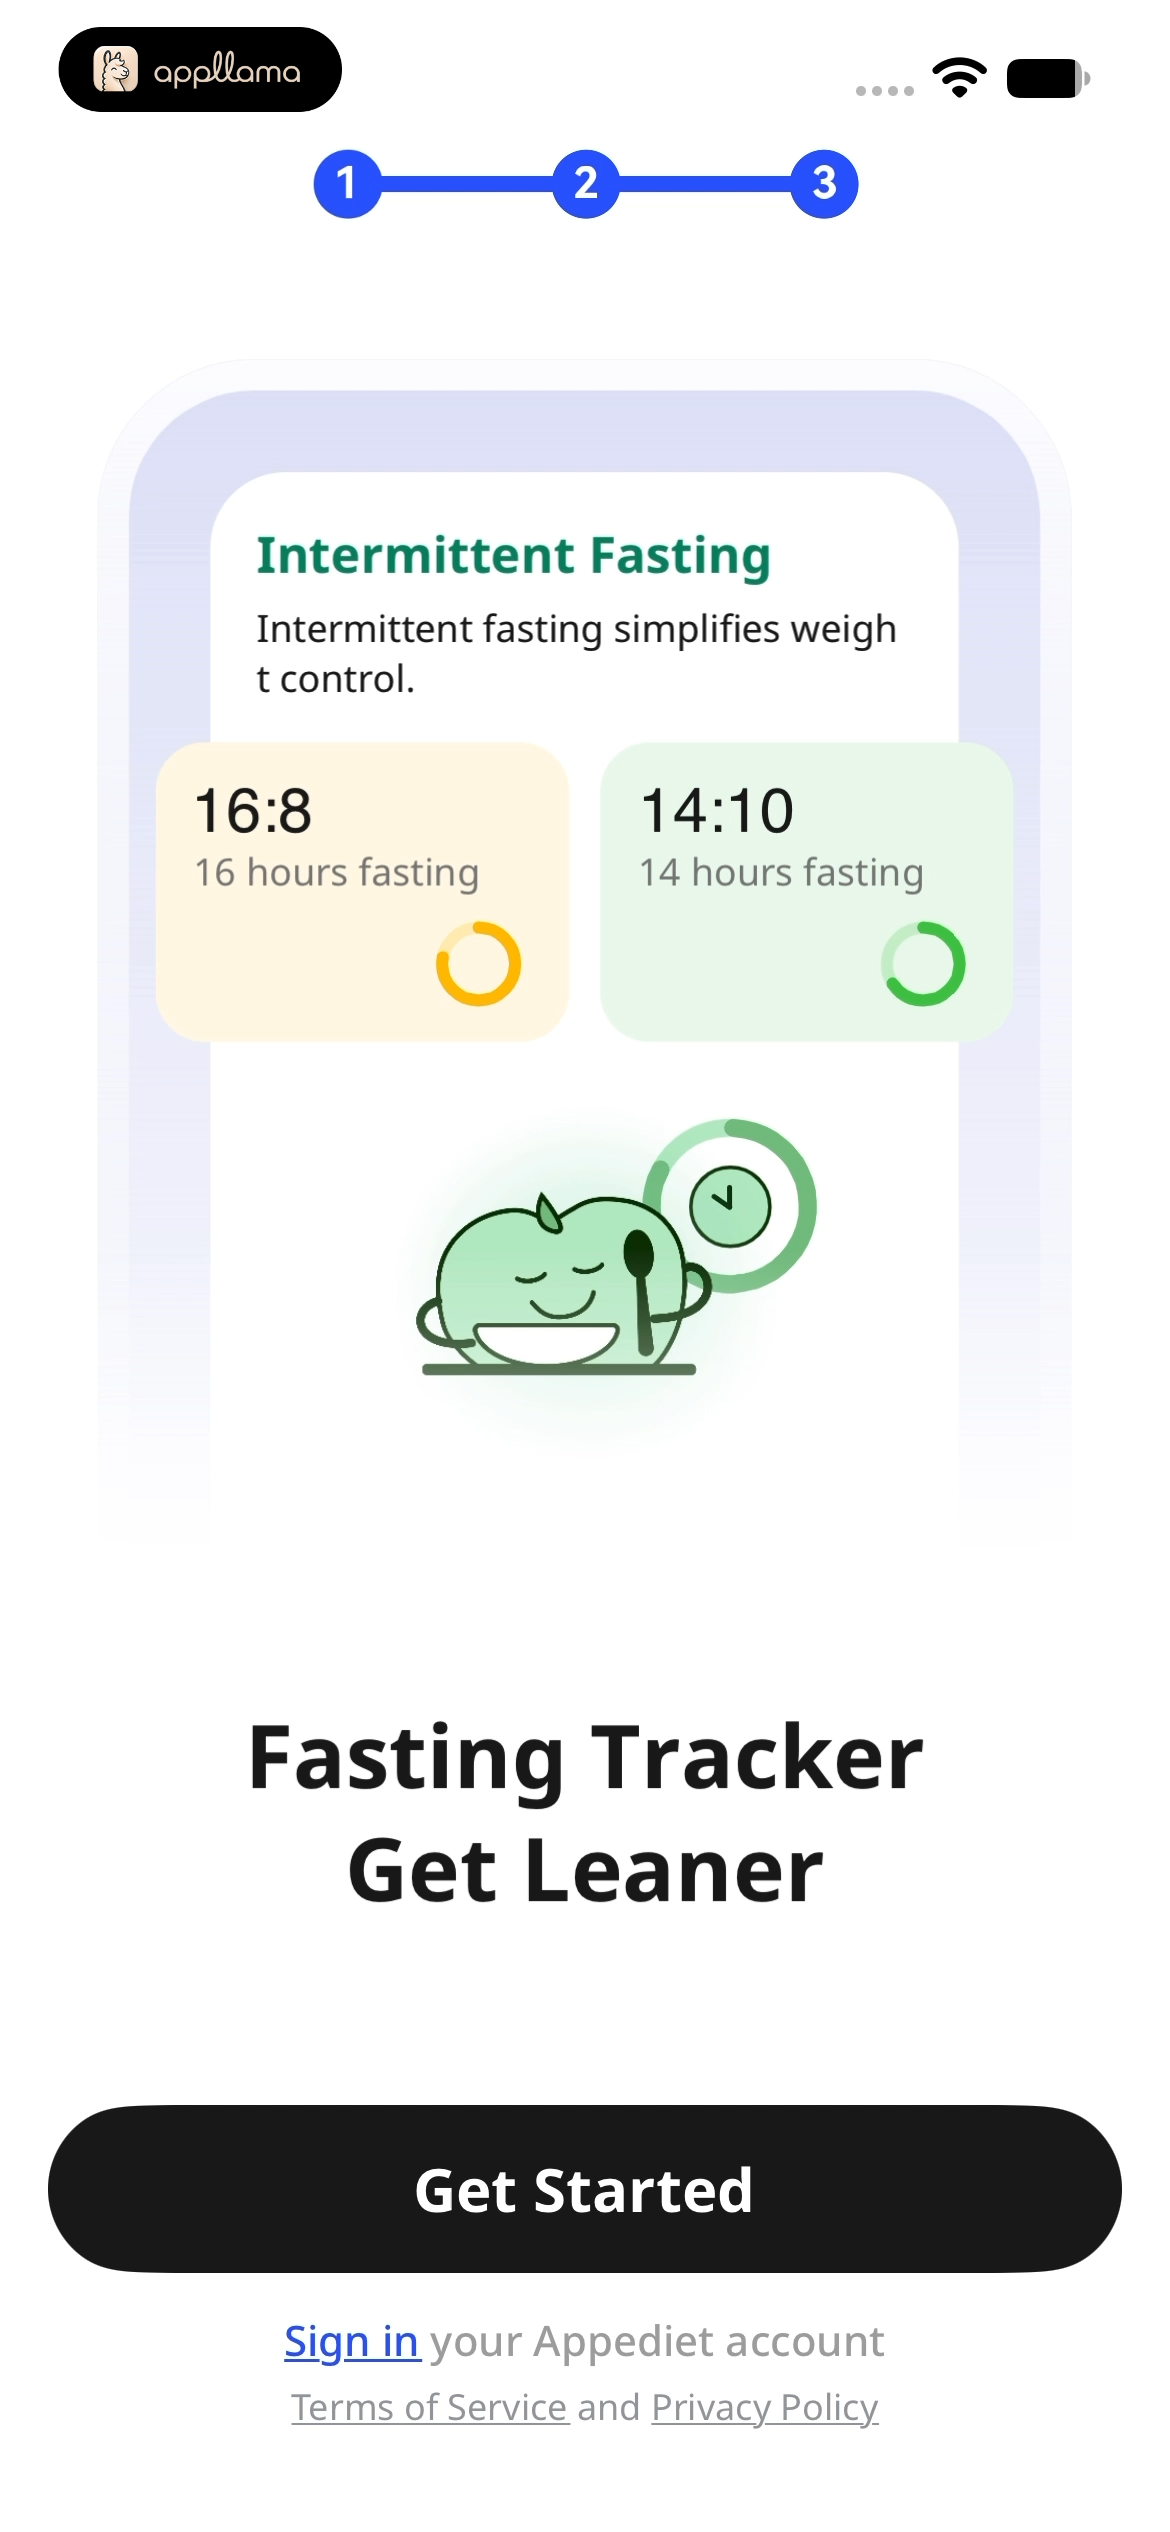 appllama
1 2 3
Intermittent Fasting
Intermittent fasting simplifies weigh
t control.
16:8
16 hours fasting
14:10
14 hours fasting
Fasting Tracker
Get Leaner
Get Started
Sign in your Appediet account
Terms of Service and Privacy Policy